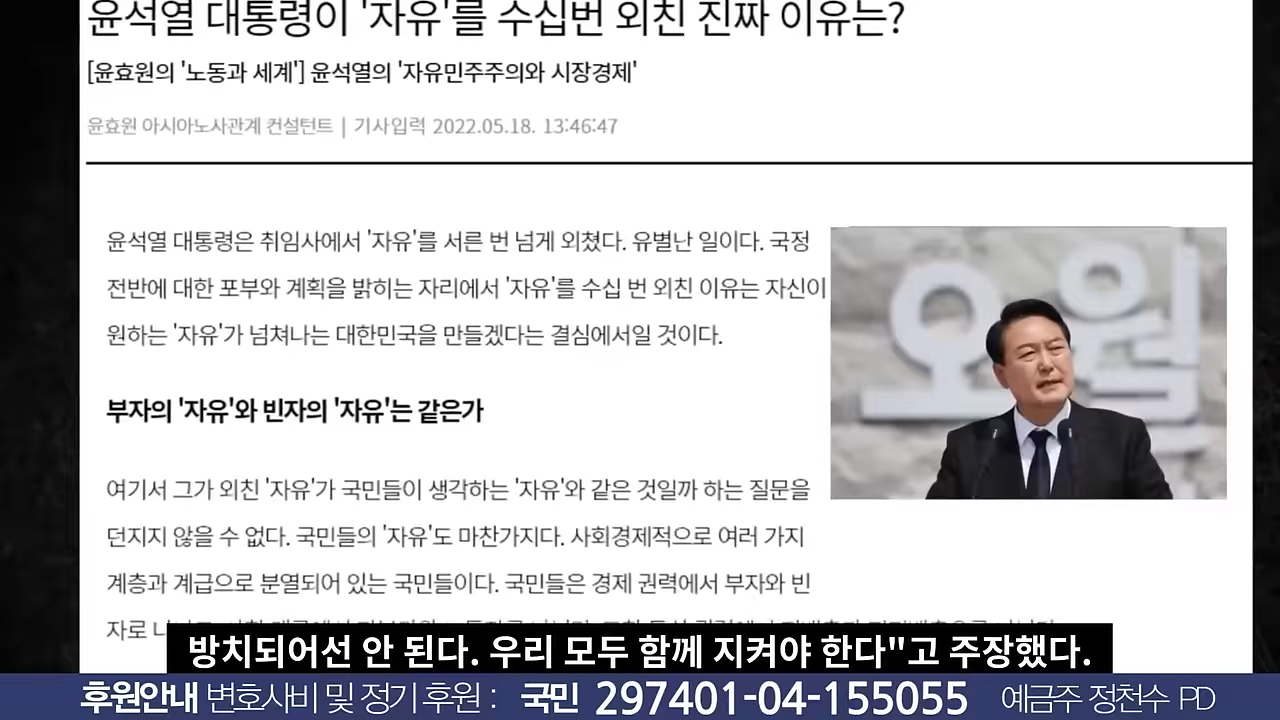 윤석열 대통령이 '자유'를 수십번 외친 진짜 이유는?
[윤효원의 '노동과 세계'] 윤석열의 '자유민주주의와 시장경제'
윤효원 아시아노사관계 컨설턴트 | 기사입력 2022.05.18. 13:46:47
윤석열 대통령은 취임사에서 '자유'를 서른 번 넘게 외쳤다. 유별난 일이다. 국정
전반에 대한 포부와 계획을 밝히는 자리에서 '자유'를 수십 번 외친 이유는 자신이
원하는 '자유'가 넘쳐나는 대한민국을 만들겠다는 결심에서일 것이다.
오월
부자의 '자유'와 빈자의 '자유'는 같은가
여기서 그가 외친 '자유'가 국민들이 생각하는 '자유'와 같은 것일까 하는 질문을
던지지 않을 수 없다. 국민들의 '자유'도 마찬가지다. 사회경제적으로 여러 가지
계층과 계급으로 분열되어 있는 국민들이다. 국민들은 경제 권력에서 부자와 빈
자로
방치되어선 안 된다. 우리 모두 함께 지켜야 한다"고 주장했다.
후원안내 변호사비 및 정기 후원 : 국민 297401-04-155055 예금주 정천수 PD